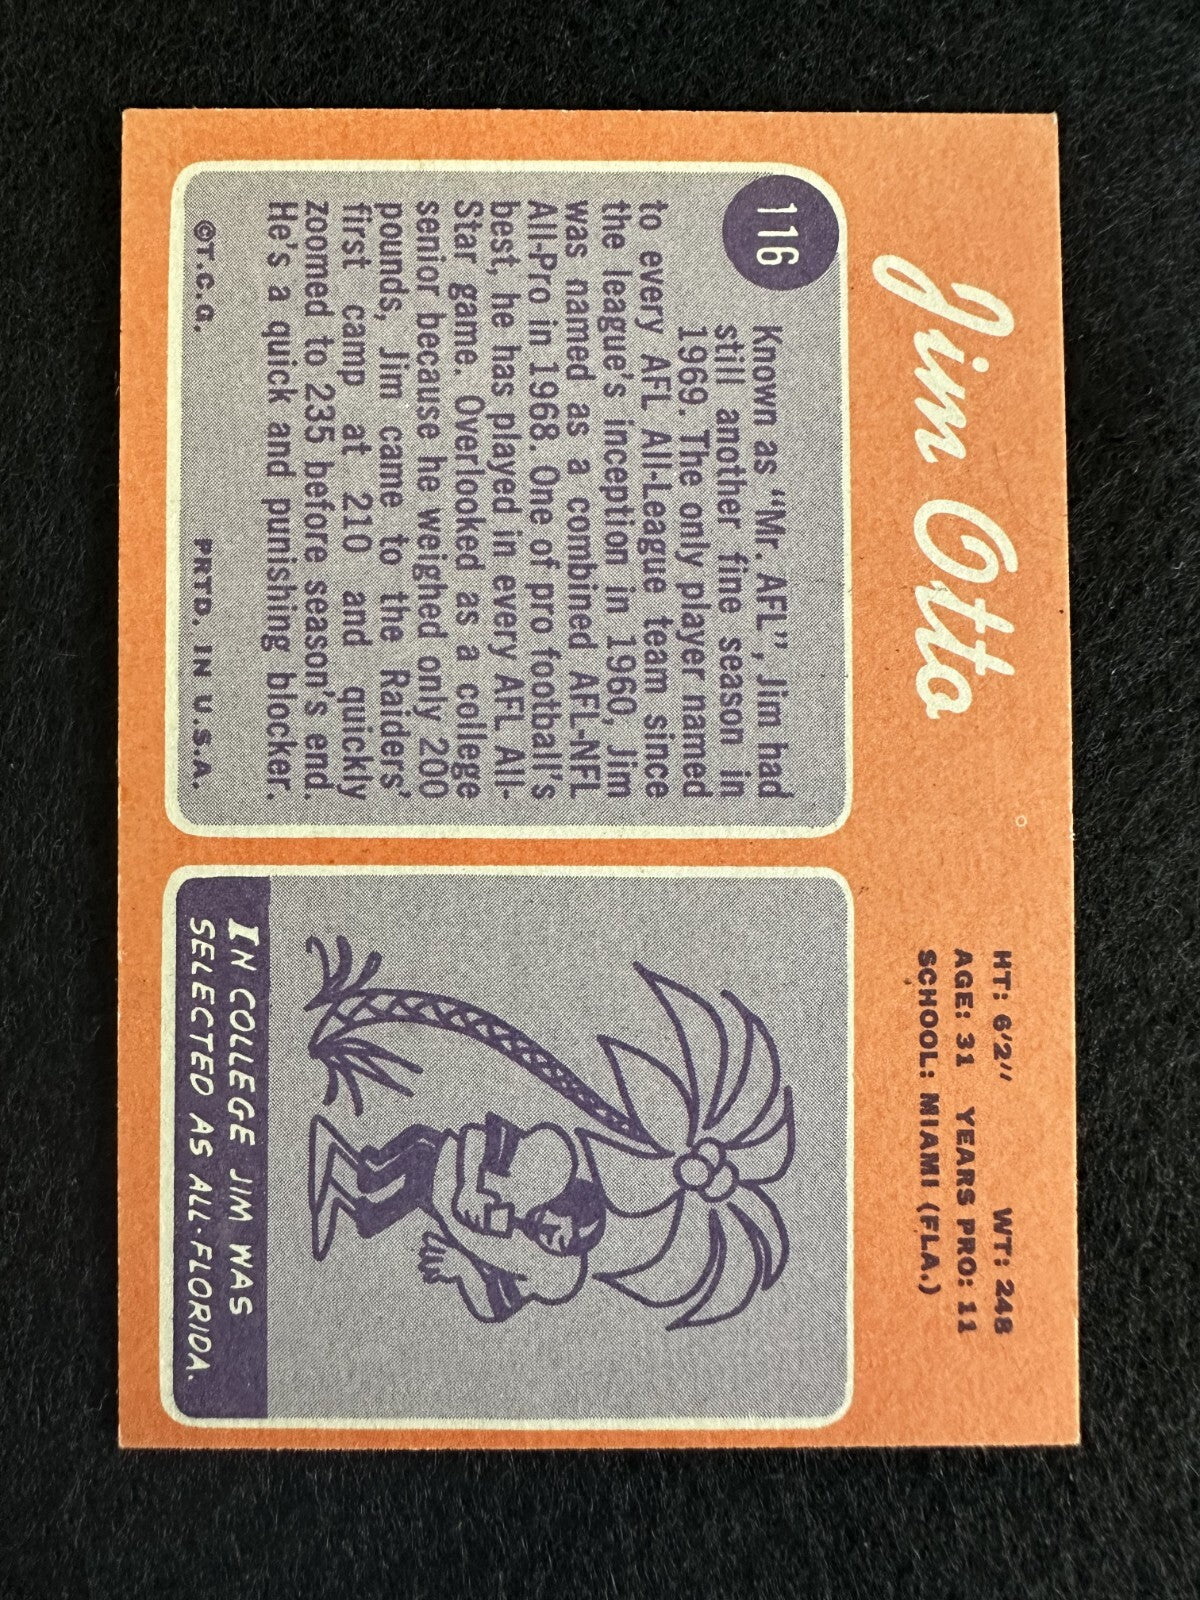 Jim Otto
HT: 6'2" WT: 248
AGE: 31 YEARS PRO: 11
SCHOOL: MIAMI (FLA.)
116
Known as "Mr. AFL", Jim had
still another fine season in
1969. The only player named
to every AFL All-League team since
the league's inception in 1960, Jim
was named as a combined AFL-NFL
All-Pro in 1968. One of pro football's
best, he has played in every AFL All-
Star game. Overlooked as a college
senior because he weighed only 200
pounds, Jim came to the Raiders'
first camp at 210 and quickly
zoomed to 235 before season's end.
He's a quick and punishing blocker.
©T.C.G. PRTD. IN U.S.A.
IN COLLEGE JIM WAS
SELECTED AS ALL-FLORIDA.